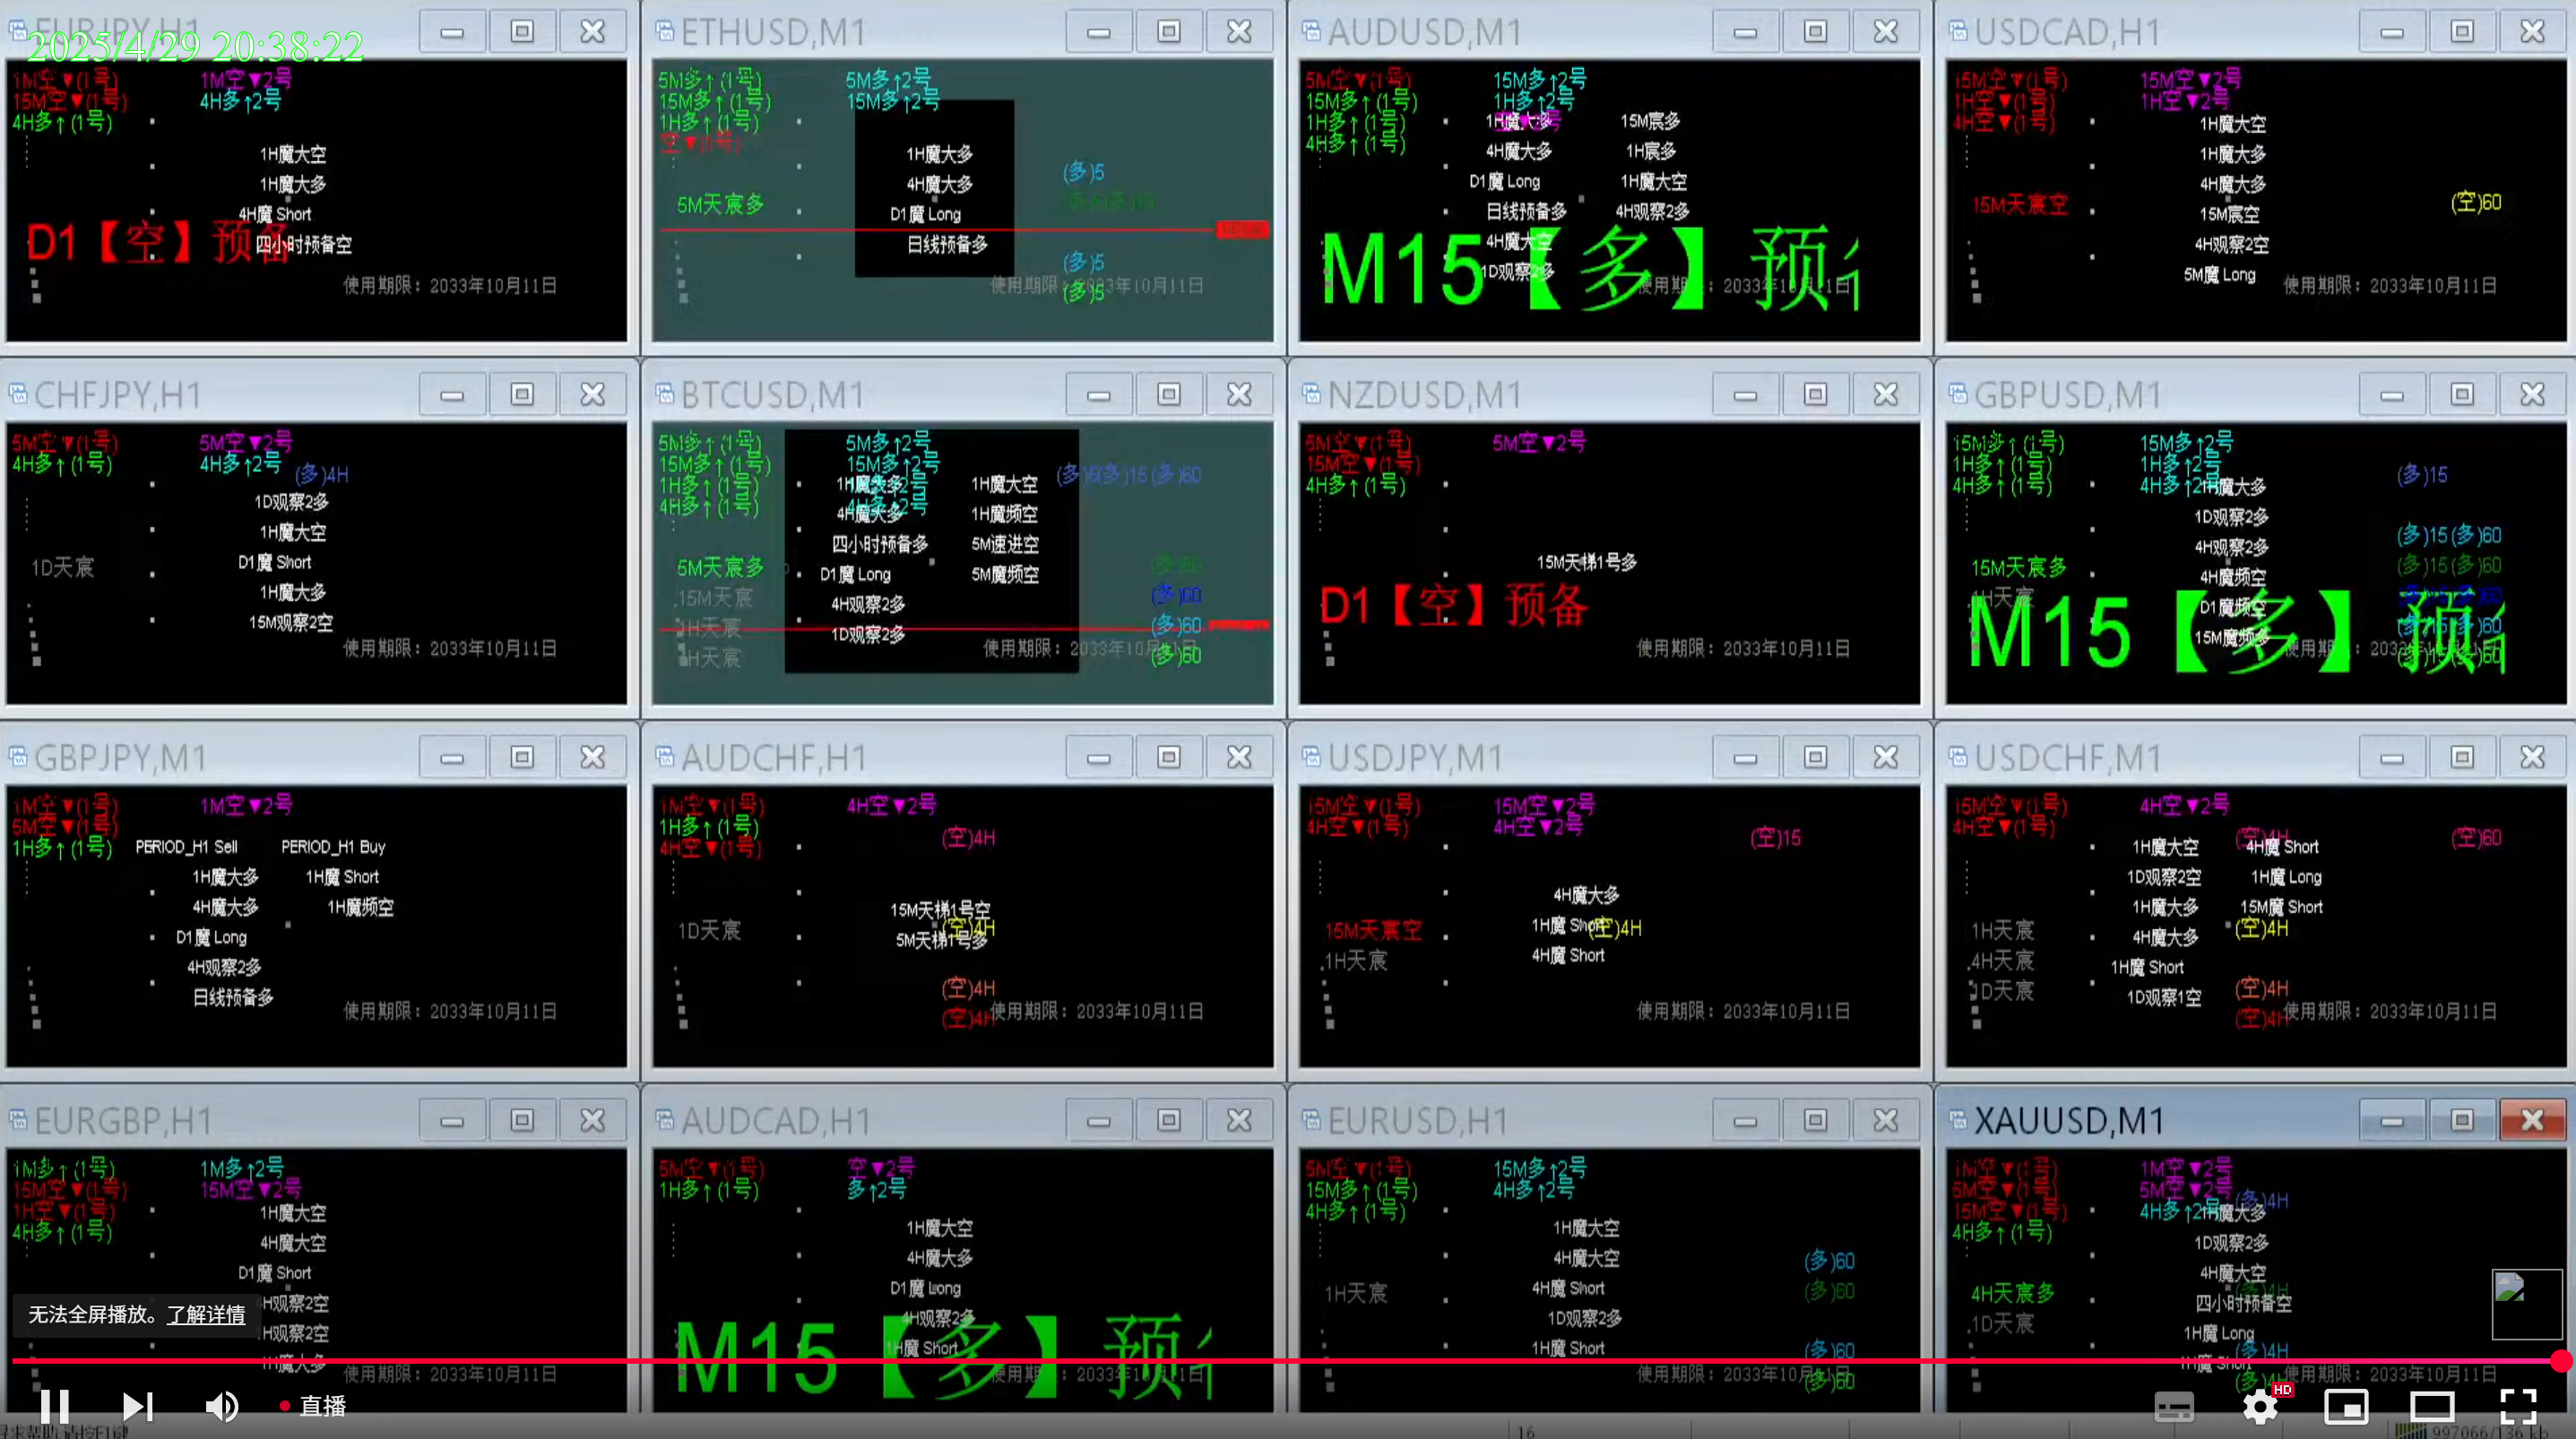 EURJPY,H1
2025/4/29 20:38:22
1M空▼(1号)
1M空▼2号
15M空▼(1号)
4H多↑2号
4H多↑(1号)
1H魔大空
1H魔大多
4H魔 Short
D1【空】预备
四小时预备空
使用期限：2033年10月11日
ETHUSD,M1
5M多↑(1号)
5M多↑2号
15M多↑(1号)
15M多↑2号
1H多↑(1号)
1H魔大多
(多)5
4H魔大多
5M天宸多
D1魔 Long
日线预备多
(多)5
使用期限：2033年10月11日
(多)5
AUDUSD,M1
5M空▼(1号)
15M多↑2号
15M多↑(1号)
1H多↑2号
1H多↑(1号)
1H魔大多
15M宸多
4H多↑(1号)
4H魔大多
1H宸多
D1魔 Long
1H魔大空
日线预备多
4H观察2多
4H魔大空
M15【多】预
1D观察2多
使用期限：2033年10月11日
USDCAD,H1
15M空▼(1号)
15M空▼2号
1H空▼(1号)
1H空▼2号
4H空▼(1号)
1H魔大空
1H魔大空
4H魔大多
15M天宸空
(空)60
15M宸空
4H观察2空
5M魔 Long
使用期限：2033年10月11日
CHFJPY,H1
5M空▼(1号)
5M空▼2号
4H多↑(1号)
4H多↑2号
(多)4H
1D观察2多
1H魔大空
1D天宸
D1魔 Short
1H魔大多
15M观察2空
使用期限：2033年10月11日
BTCUSD,M1
5M多↑(1号)
5M多↑2号
15M多↑(1号)
15M多↑2号
1H多↑(1号)
1H魔大多
1H魔大空
(多)15(多)60
4H多↑(1号)
4H魔大多
1H魔频空
四小时预备多
5M速进空
5M天宸多
D1魔 Long
5M魔频空
(多)60
15M天宸
4H观察2多
(多)60
1H天宸
1D观察2多
(多)60
使用期限：2033年10月11日
(多)60
NZDUSD,M1
5M空▼(1号)
5M空▼2号
15M空▼(1号)
4H多↑(1号)
15M天梯1号多
D1【空】预备
使用期限：2033年10月11日
GBPUSD,M1
15M多↑(1号)
15M多↑2号
1H多↑(1号)
1H多↑2号
4H多↑(1号)
4H多↑2号
1H魔大多
(多)15
1D观察2多
4H观察2多
(多)15(多)60
15M天宸多
4H魔频空
(多)15(多)60
D1魔频空
M15【多】预
15M魔频多
GBPJPY,M1
1M空▼(1号)
1M空▼2号
5M空▼(1号)
1H多↑(1号)
PERIOD_H1 Sell
PERIOD_H1 Buy
1H魔大多
1H魔 Short
4H魔大多
1H魔频空
D1魔 Long
4H观察2多
日线预备多
使用期限：2033年10月11日
AUDCHF,H1
1M空▼(1号)
4H空▼2号
1H多↑(1号)
(空)4H
4H空▼(1号)
15M天梯1号空
1D天宸
(空)4H
5M天梯1号多
(空)4H
(空)4H
使用期限：2033年10月11日
USDJPY,M1
15M空▼(1号)
15M空▼2号
4H空▼(1号)
4H空▼2号
(空)15
4H魔大多
15M天宸空
1H魔 Short
(空)4H
1H天宸
4H魔 Short
使用期限：2033年10月11日
USDCHF,M1
15M空▼(1号)
4H空▼2号
4H空▼(1号)
(空)4H
(空)60
1H魔大空
4H魔 Short
1D观察2空
1H魔 Long
1H魔大多
15M魔 Short
1H天宸
4H魔大多
(空)4H
4H天宸
1H魔 Short
1D天宸
1D观察1空
(空)4H
(空)4H
使用期限：2033年10月11日
EURGBP,H1
1M多↑(1号)
1M多↑2号
15M空▼(1号)
15M空▼2号
1H空▼(1号)
1H魔大空
4H多↑(1号)
4H魔大空
D1魔 Short
H观察2空
无法全屏播放。了解详情
H观察2空
1H魔大多
使用期限：2033年10月11日
AUDCAD,H1
5M空▼(1号)
空▼2号
1H多↑(1号)
多↑2号
1H魔大空
4H魔大多
D1魔 Long
4H观察2多
1H魔 Short
M15【多】预
EURUSD,H1
5M空▼(1号)
15M多↑2号
15M多↑(1号)
4H多↑2号
4H多↑(1号)
1H魔大空
4H魔大空
(多)60
1H天宸
4H魔 Short
(多)60
1D观察2多
1H魔 Short
(多)60
使用期限：2033年10月11日
(多)60
XAUUSD,M1
1M空▼(1号)
1M空▼2号
5M空▼(1号)
5M空▼2号
(多)4H
15M空▼(1号)
4H多↑2号
1H魔大多
4H多↑(1号)
1D观察2多
4H魔大空
4H天宸多
四小时预备空
1D天宸
1H魔 Long
(多)4H
1H魔 Short
使用期限：2033年10月11日
(多)4H
直播
HD
16
997066/136 kb